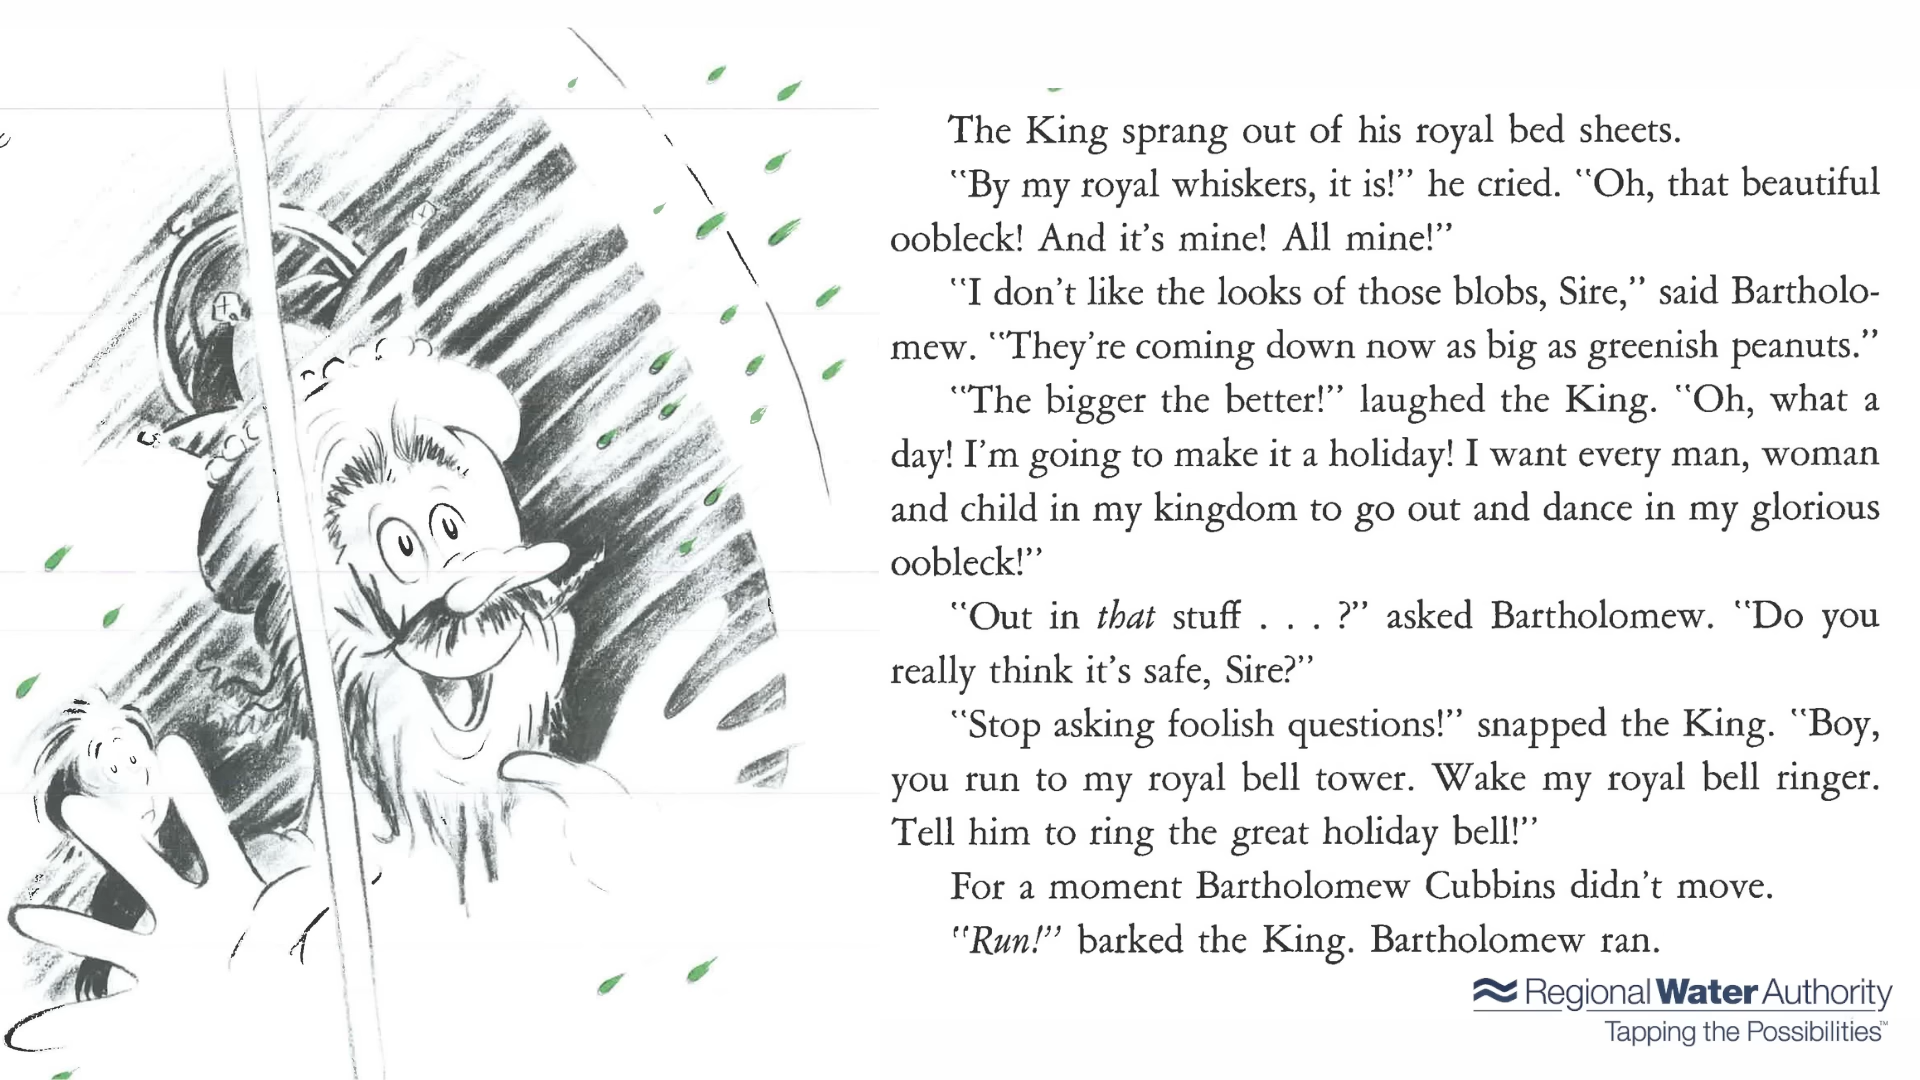 The King sprang out of his royal bed sheets.
"By my royal whiskers, it is!" he cried. "Oh, that beautiful
oobleck! And it's mine! All mine!"
"I don't like the looks of those blobs, Sire," said Bartholo-
mew. "They're coming down now as big as greenish peanuts."
"The bigger the better!" laughed the King. "Oh, what a
day! I'm going to make it a holiday! I want every man, woman
and child in my kingdom to go out and dance in my glorious
oobleck!"
"Out in that stuff . . . ?" asked Bartholomew. "Do you
really think it's safe, Sire?"
"Stop asking foolish questions!" snapped the King. "Boy,
you run to my royal bell tower. Wake my royal bell ringer.
Tell him to ring the great holiday bell!"
For a moment Bartholomew Cubbins didn't move.
"Run!" barked the King. Bartholomew ran.
Regional Water Authority
Tapping the Possibilities™